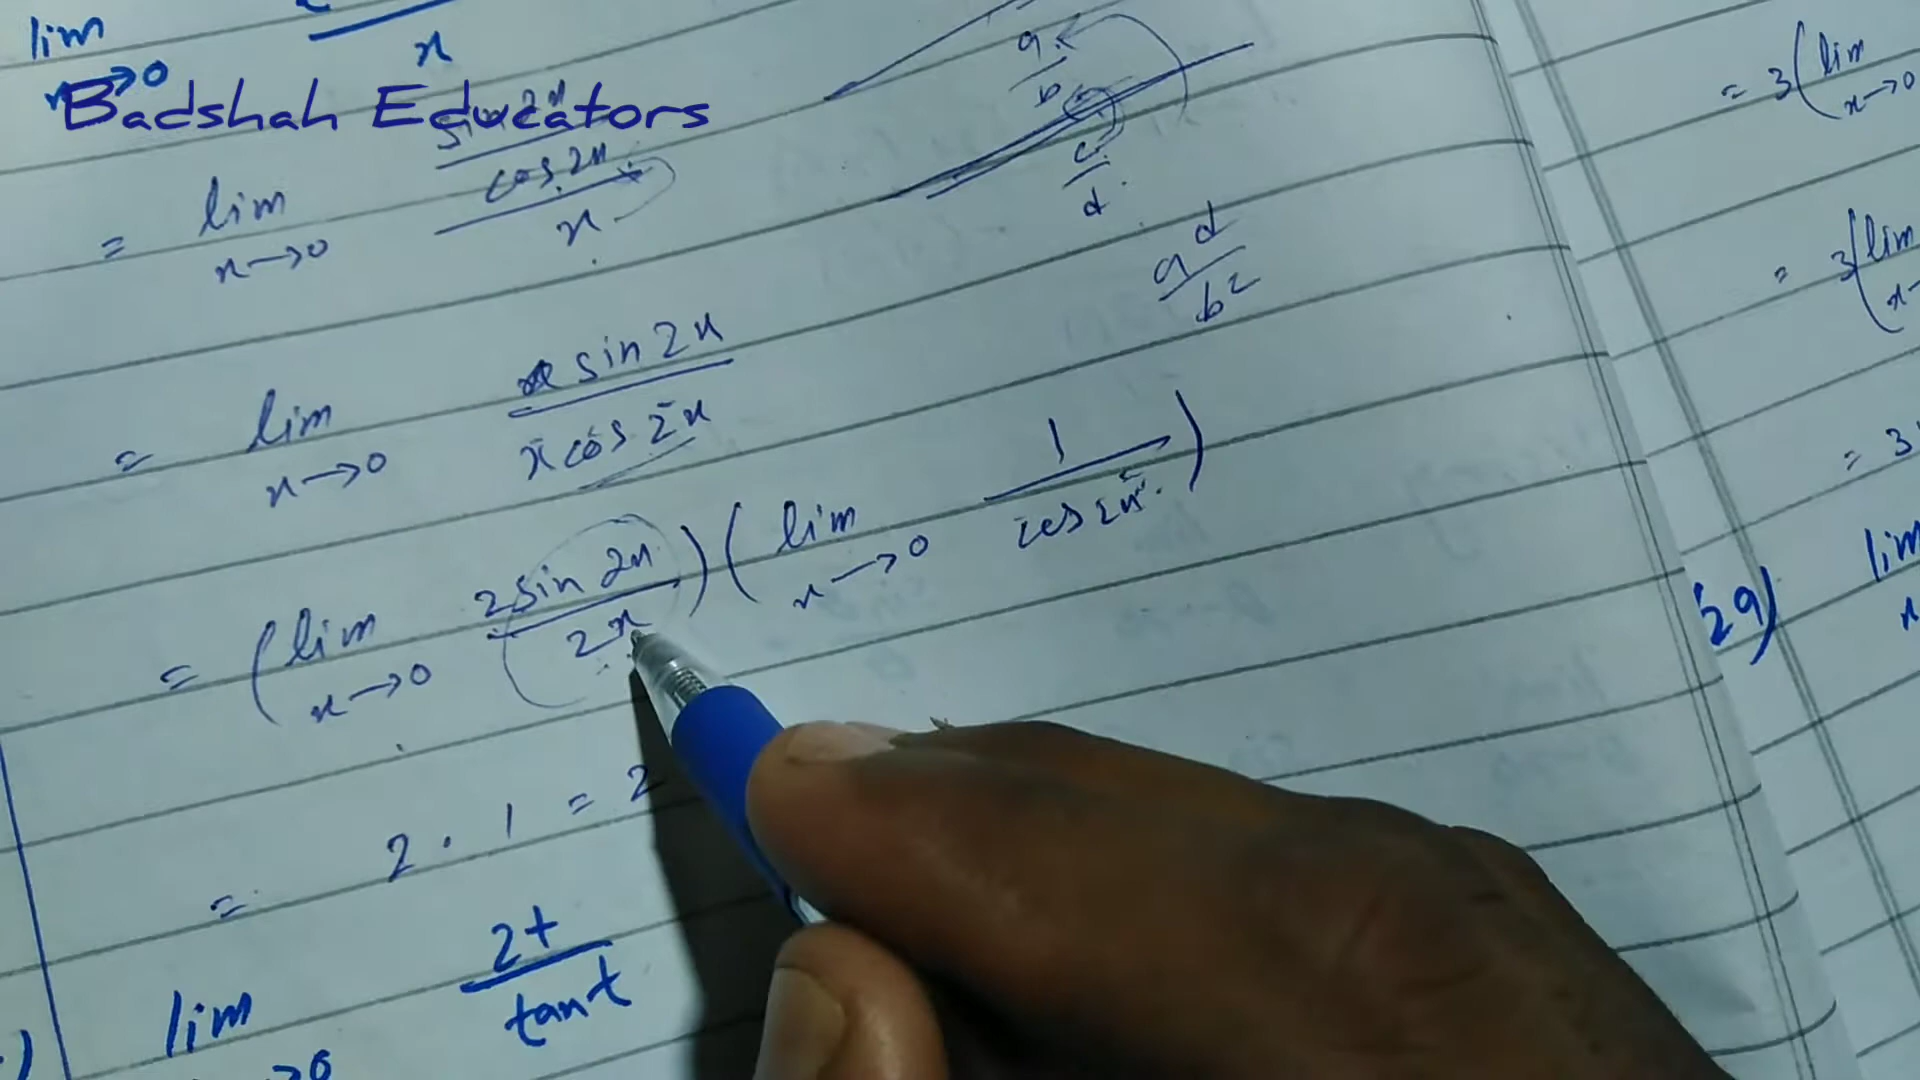 lim
x→0
x
Badshah Educators
= lim x→0 sin 2x / cos 2x / x
a/b
c/d
ad/b2
= lim x→0 sin 2x / x cos 2x
= (lim x→0 2 sin 2x / 2x) (lim x→0 1 / cos 2x)
= 2 . 1 = 2
lim →0 2t / tan t
= 3( lim x→0
= 3( lim x→
= 3
29) lim x